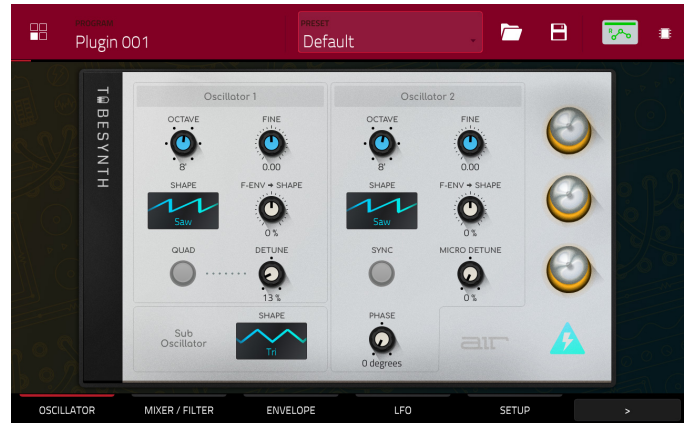 PROGRAM
Plugin 001
PRESET
Default
TUBESYNTH
Oscillator 1
OCTAVE
8'
FINE
0.00
SHAPE
Saw
F-ENV ➔ SHAPE
0 %
QUAD
DETUNE
13 %
Sub
Oscillator
SHAPE
Tri
Oscillator 2
OCTAVE
8'
FINE
0.00
SHAPE
Saw
F-ENV ➔ SHAPE
0 %
SYNC
MICRO DETUNE
0 %
PHASE
0 degrees
air
OSCILLATOR
MIXER / FILTER
ENVELOPE
LFO
SETUP
>